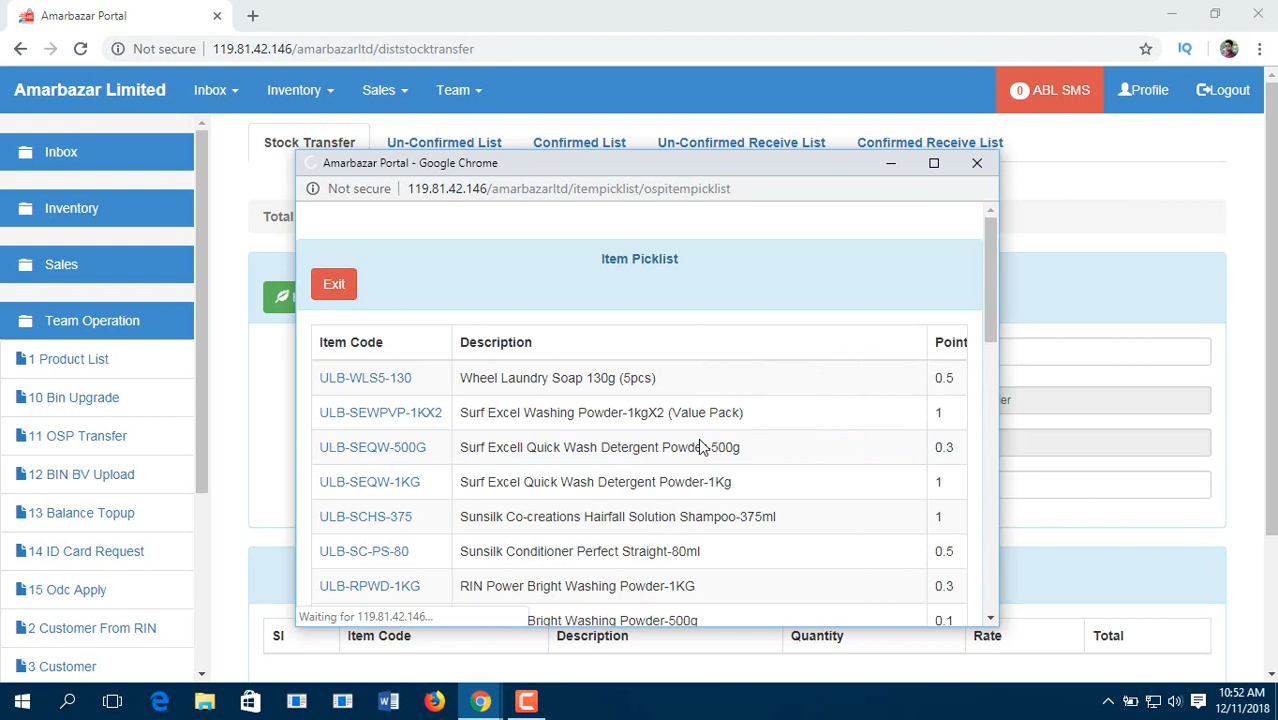 Amarbazar Portal
Not secure 119.81.42.146/amarbazarltd/diststocktransfer
IQ
Amarbazar Limited Inbox Inventory Sales Team 0 ABL SMS Profile Logout
Stock Transfer Un-Confirmed List Confirmed List Un-Confirmed Receive List Confirmed Receive List
Inbox
Inventory
Sales
Team Operation
1 Product List
10 Bin Upgrade
11 OSP Transfer
12 BIN BV Upload
13 Balance Topup
14 ID Card Request
15 Odc Apply
2 Customer From RIN
3 Customer
Total
Amarbazar Portal - Google Chrome
Not secure 119.81.42.146/amarbazarltd/itempicklist/ospitempicklist
Item Picklist
Exit
Item Code Description Point
ULB-WLS5-130 Wheel Laundry Soap 130g (5pcs) 0.5
ULB-SEWPVP-1KX2 Surf Excel Washing Powder-1kgX2 (Value Pack) 1
ULB-SEQW-500G Surf Excell Quick Wash Detergent Powder-500g 0.3
ULB-SEQW-1KG Surf Excel Quick Wash Detergent Powder-1Kg 1
ULB-SCHS-375 Sunsilk Co-creations Hairfall Solution Shampoo-375ml 1
ULB-SC-PS-80 Sunsilk Conditioner Perfect Straight-80ml 0.5
ULB-RPWD-1KG RIN Power Bright Washing Powder-1KG 0.3
Bright Washing Powder-500g 0.1
Waiting for 119.81.42.146...
er
Sl Item Code Description Quantity Rate Total
10:52 AM
12/11/2018